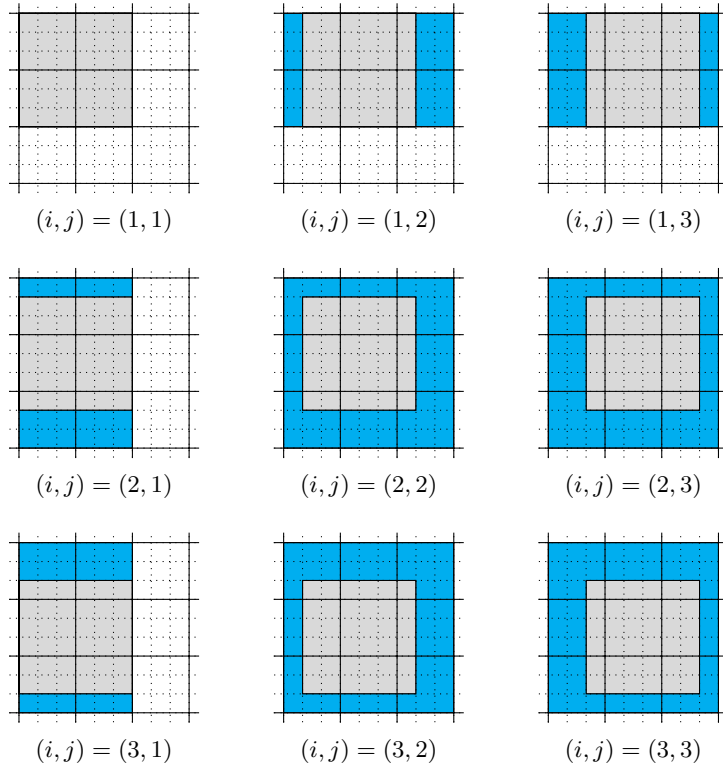 (i, j) = (1, 1)
(i, j) = (1, 2)
(i, j) = (1, 3)
(i, j) = (2, 1)
(i, j) = (2, 2)
(i, j) = (2, 3)
(i, j) = (3, 1)
(i, j) = (3, 2)
(i, j) = (3, 3)